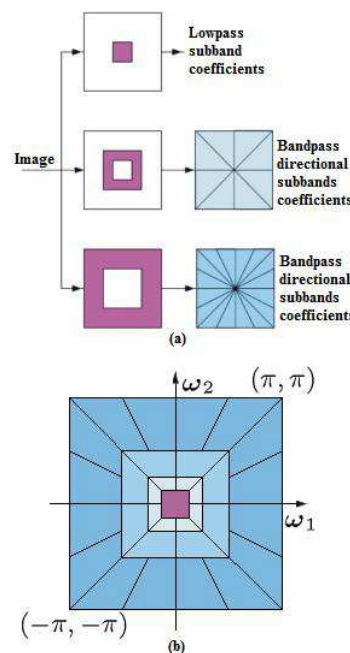 Lowpass
subband
coefficients
Image
Bandpass
directional
subbands
coefficients
Bandpass
directional
subbands
coefficients
(a)
ω₂
(π, π)
ω₁
(−π, −π)
(b)